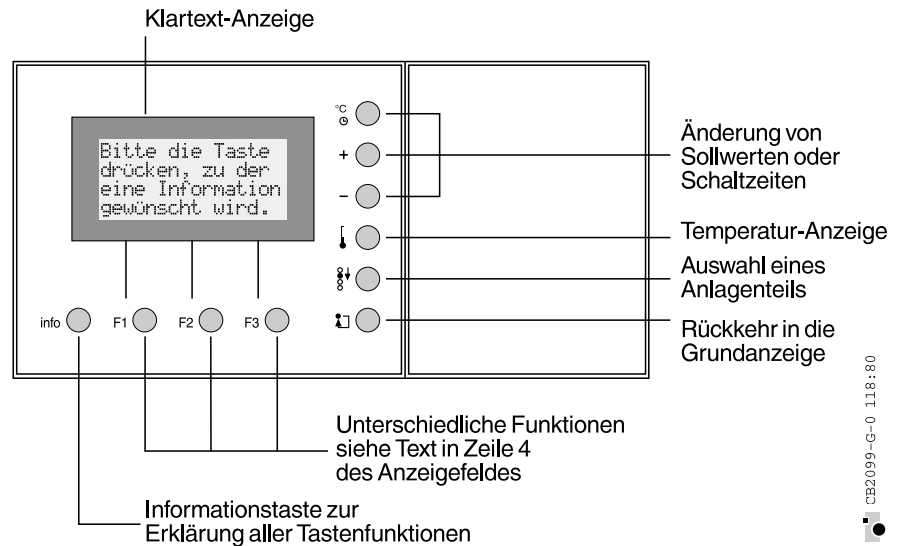 Klartext-Anzeige
Bitte die Taste
drücken, zu der
eine Information
gewünscht wird.
°C
+
−
info
F1
F2
F3
Änderung von
Sollwerten oder
Schaltzeiten
Temperatur-Anzeige
Auswahl eines
Anlagenteils
Rückkehr in die
Grundanzeige
Unterschiedliche Funktionen
siehe Text in Zeile 4
des Anzeigefeldes
Informationstaste zur
Erklärung aller Tastenfunktionen
CB2099-G-0 118:80